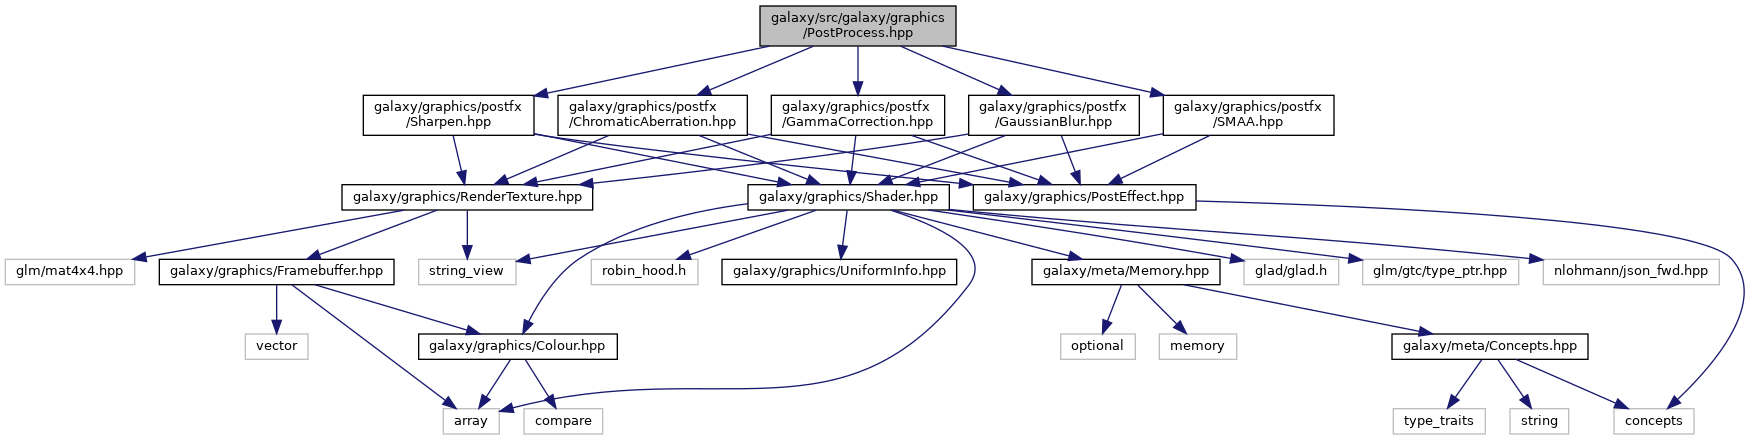 galaxy/src/galaxy/graphics
/PostProcess.hpp
galaxy/graphics/postfx
/Sharpen.hpp
galaxy/graphics/postfx
/ChromaticAberration.hpp
galaxy/graphics/postfx
/GammaCorrection.hpp
galaxy/graphics/postfx
/GaussianBlur.hpp
galaxy/graphics/postfx
/SMAA.hpp
galaxy/graphics/RenderTexture.hpp
galaxy/graphics/Shader.hpp
galaxy/graphics/PostEffect.hpp
glm/mat4x4.hpp
galaxy/graphics/Framebuffer.hpp
string_view
robin_hood.h
galaxy/graphics/UniformInfo.hpp
galaxy/meta/Memory.hpp
glad/glad.h
glm/gtc/type_ptr.hpp
nlohmann/json_fwd.hpp
vector
galaxy/graphics/Colour.hpp
optional
memory
galaxy/meta/Concepts.hpp
array
compare
type_traits
string
concepts